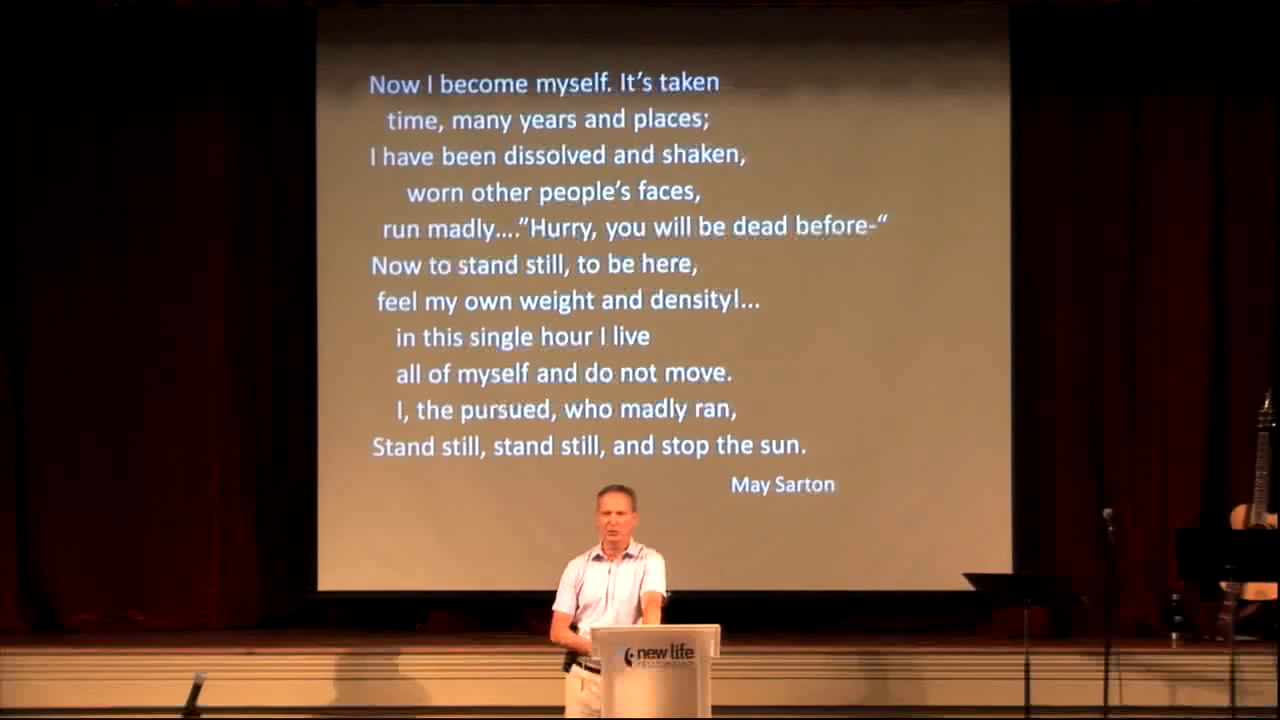 Now I become myself. It's taken
time, many years and places;
I have been dissolved and shaken,
worn other people's faces,
run madly....”Hurry, you will be dead before-“
Now to stand still, to be here,
feel my own weight and density!...
in this single hour I live
all of myself and do not move.
I, the pursued, who madly ran,
Stand still, stand still, and stop the sun.
May Sarton
new life